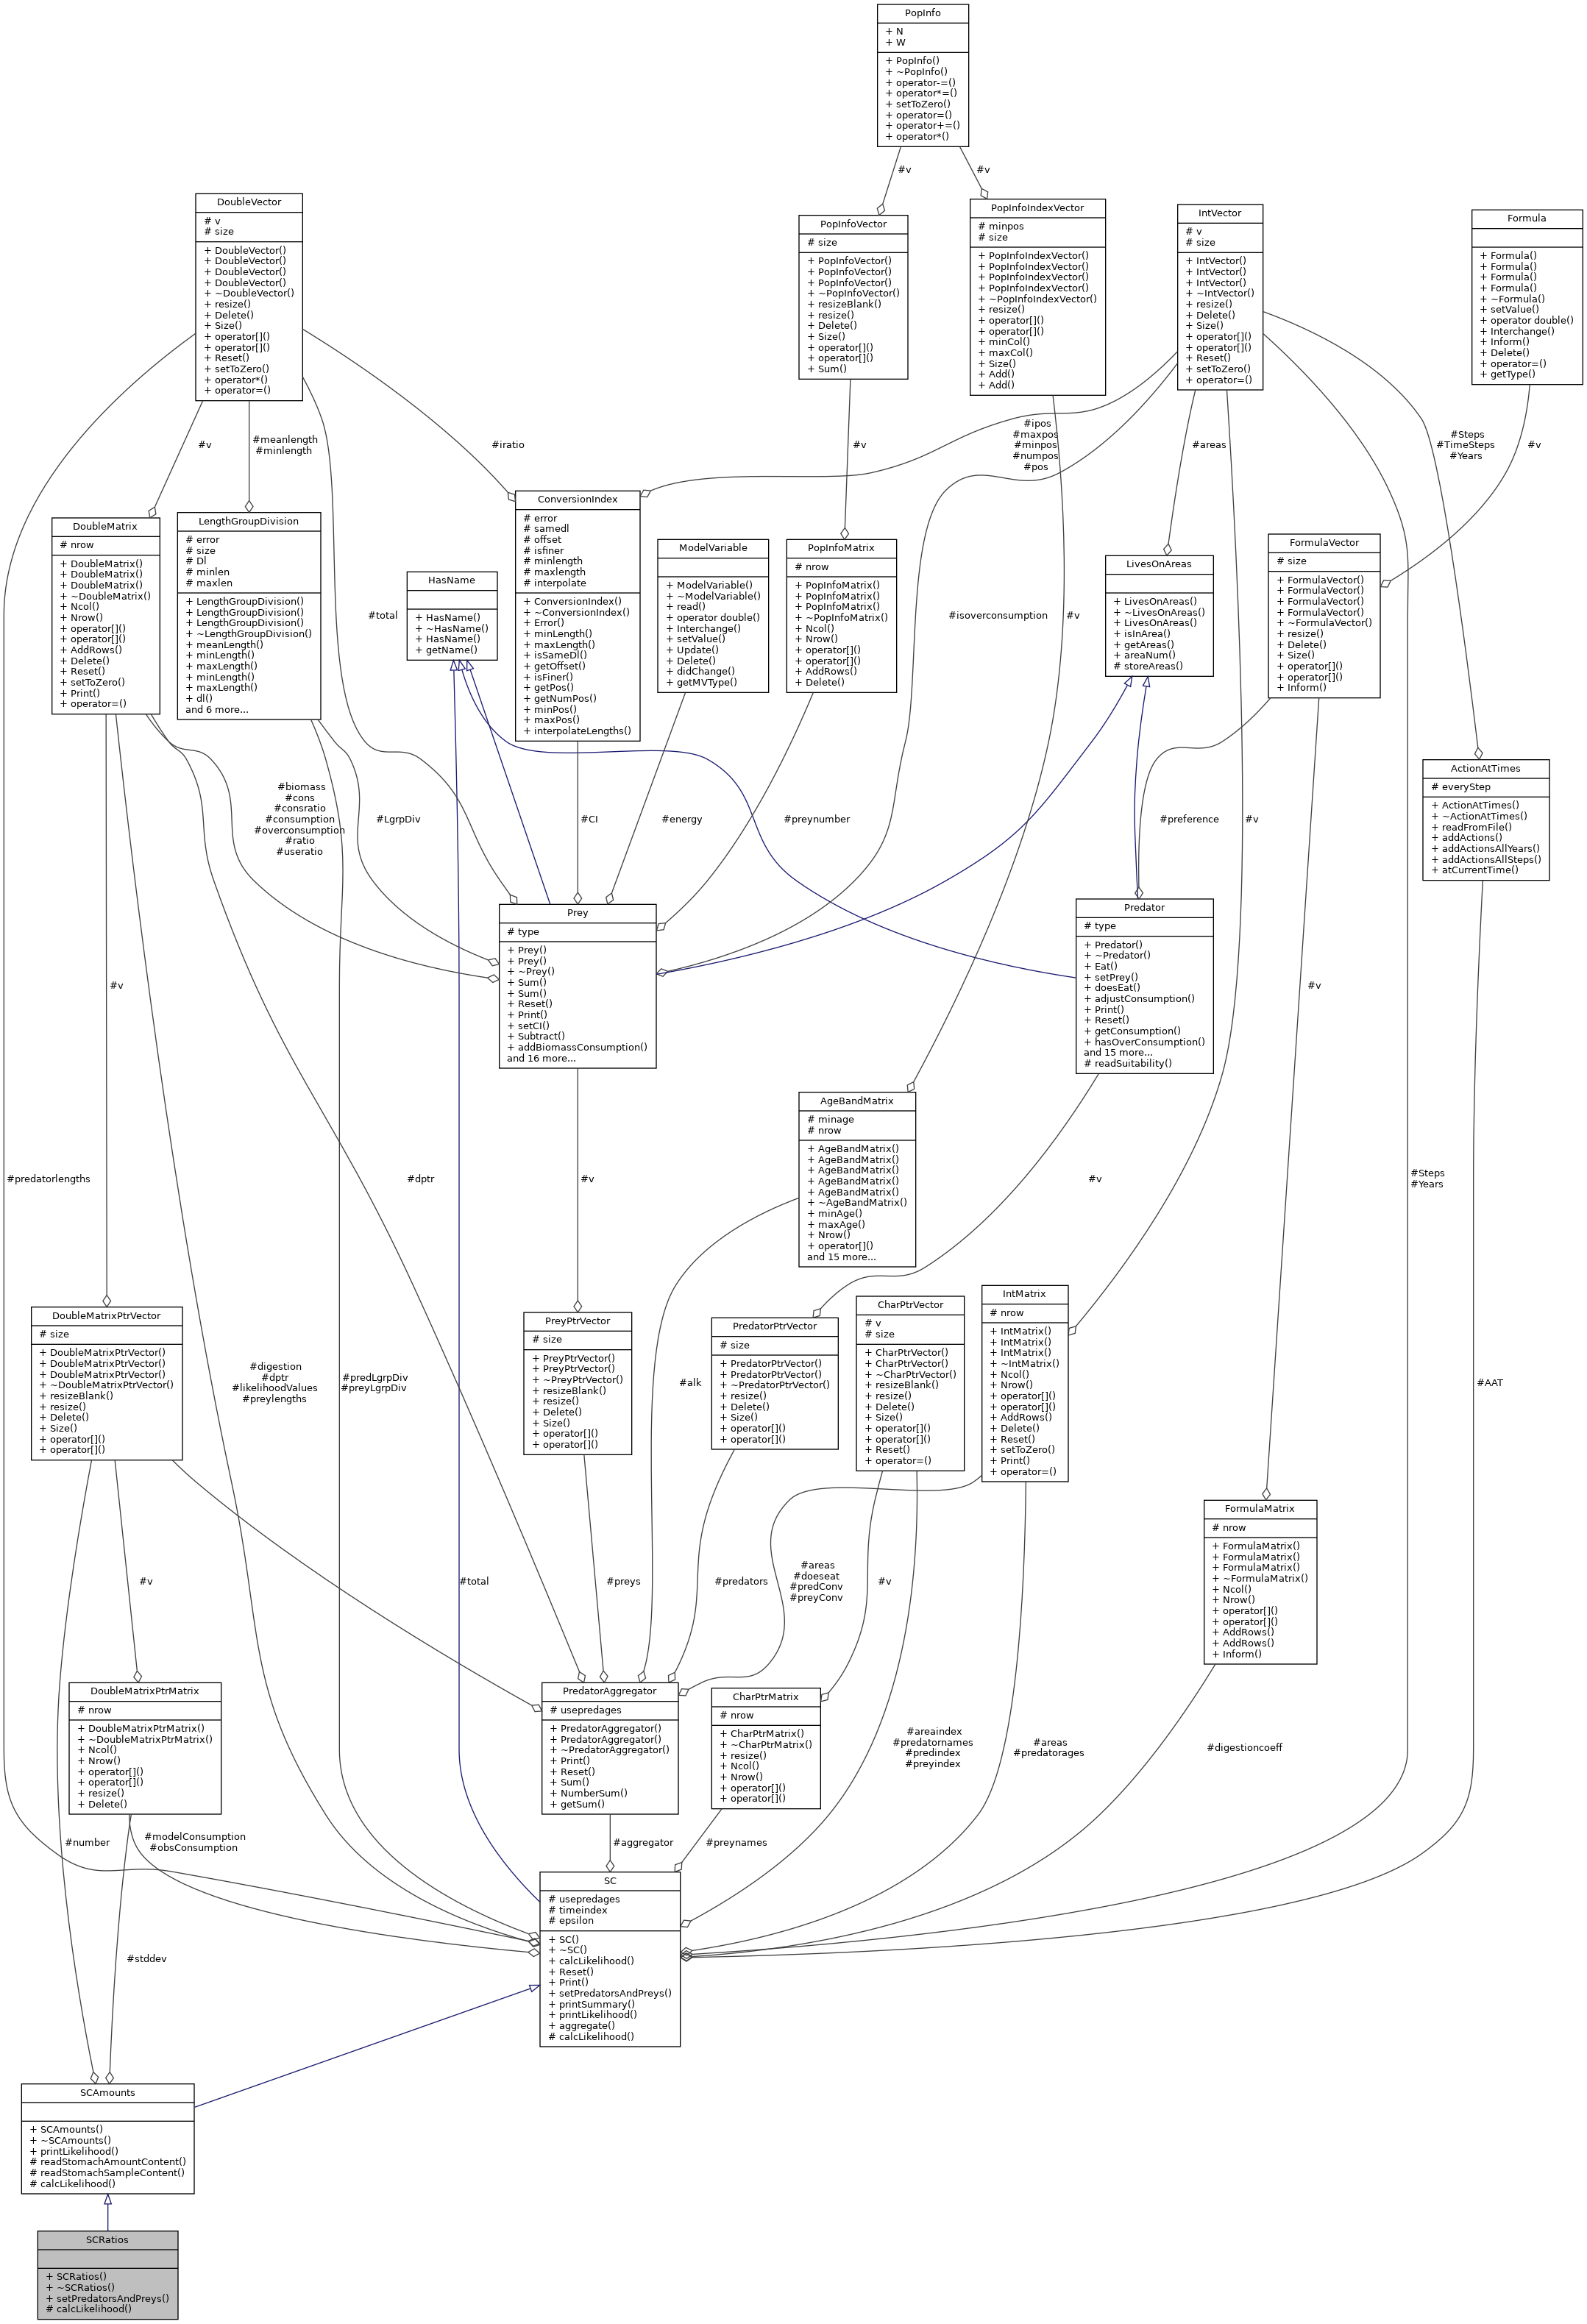 PopInfo
+ N
+ W
+ PopInfo()
+ ~PopInfo()
+ operator-=()
+ operator*=()
+ setToZero()
+ operator=()
+ operator+=()
+ operator*()
#v
#v
DoubleVector
# v
# size
+ DoubleVector()
+ DoubleVector()
+ DoubleVector()
+ DoubleVector()
+ ~DoubleVector()
+ resize()
+ Delete()
+ Size()
+ operator[]()
+ operator[]()
+ Reset()
+ setToZero()
+ operator*()
+ operator=()
PopInfoVector
# size
+ PopInfoVector()
+ PopInfoVector()
+ PopInfoVector()
+ ~PopInfoVector()
+ resizeBlank()
+ resize()
+ Delete()
+ Size()
+ operator[]()
+ operator[]()
+ Sum()
PopInfoIndexVector
# minpos
# size
+ PopInfoIndexVector()
+ PopInfoIndexVector()
+ PopInfoIndexVector()
+ PopInfoIndexVector()
+ ~PopInfoIndexVector()
+ resize()
+ operator[]()
+ operator[]()
+ minCol()
+ maxCol()
+ Size()
+ Add()
+ Add()
IntVector
# v
# size
+ IntVector()
+ IntVector()
+ IntVector()
+ ~IntVector()
+ resize()
+ Delete()
+ Size()
+ operator[]()
+ operator[]()
+ Reset()
+ setToZero()
+ operator=()
Formula
+ Formula()
+ Formula()
+ Formula()
+ Formula()
+ ~Formula()
+ setValue()
+ operator double()
+ Interchange()
+ Inform()
+ Delete()
+ operator=()
+ getType()
#v
#meanlength
#minlength
#iratio
#v
#ipos
#maxpos
#minpos
#numpos
#pos
#areas
#Steps
#TimeSteps
#Years
#v
DoubleMatrix
# nrow
+ DoubleMatrix()
+ DoubleMatrix()
+ DoubleMatrix()
+ ~DoubleMatrix()
+ Ncol()
+ Nrow()
+ operator[]()
+ operator[]()
+ AddRows()
+ Delete()
+ Reset()
+ setToZero()
+ Print()
+ operator=()
LengthGroupDivision
# error
# size
# Dl
# minlen
# maxlen
+ LengthGroupDivision()
+ LengthGroupDivision()
+ LengthGroupDivision()
+ ~LengthGroupDivision()
+ meanLength()
+ minLength()
+ maxLength()
+ minLength()
+ maxLength()
+ dl()
and 6 more...
#total
HasName
+ HasName()
+ ~HasName()
+ HasName()
+ getName()
ConversionIndex
# error
# samedl
# offset
# isfiner
# minlength
# maxlength
# interpolate
+ ConversionIndex()
+ ~ConversionIndex()
+ Error()
+ minLength()
+ maxLength()
+ isSameDl()
+ getOffset()
+ isFiner()
+ getPos()
+ getNumPos()
+ minPos()
+ maxPos()
+ interpolateLengths()
ModelVariable
+ ModelVariable()
+ ~ModelVariable()
+ read()
+ operator double()
+ Interchange()
+ setValue()
+ Update()
+ Delete()
+ didChange()
+ getMVType()
PopInfoMatrix
# nrow
+ PopInfoMatrix()
+ PopInfoMatrix()
+ PopInfoMatrix()
+ ~PopInfoMatrix()
+ Ncol()
+ Nrow()
+ operator[]()
+ operator[]()
+ AddRows()
+ Delete()
#isoverconsumption
#v
LivesOnAreas
+ LivesOnAreas()
+ ~LivesOnAreas()
+ LivesOnAreas()
+ isInArea()
+ getAreas()
+ areaNum()
# storeAreas()
FormulaVector
# size
+ FormulaVector()
+ FormulaVector()
+ FormulaVector()
+ FormulaVector()
+ ~FormulaVector()
+ resize()
+ Delete()
+ Size()
+ operator[]()
+ operator[]()
+ Inform()
#biomass
#cons
#consratio
#consumption
#overconsumption
#ratio
#useratio
#LgrpDiv
#CI
#energy
#preynumber
#preference
#v
ActionAtTimes
# everyStep
+ ActionAtTimes()
+ ~ActionAtTimes()
+ readFromFile()
+ addActions()
+ addActionsAllYears()
+ addActionsAllSteps()
+ atCurrentTime()
#v
Prey
# type
+ Prey()
+ Prey()
+ ~Prey()
+ Sum()
+ Sum()
+ Reset()
+ Print()
+ setCI()
+ Subtract()
+ addBiomassConsumption()
and 16 more...
Predator
# type
+ Predator()
+ ~Predator()
+ Eat()
+ setPrey()
+ doesEat()
+ adjustConsumption()
+ Print()
+ Reset()
+ getConsumption()
+ hasOverConsumption()
and 15 more...
# readSuitability()
#v
#predatorlengths
#dptr
#v
AgeBandMatrix
# minage
# nrow
+ AgeBandMatrix()
+ AgeBandMatrix()
+ AgeBandMatrix()
+ AgeBandMatrix()
+ AgeBandMatrix()
+ ~AgeBandMatrix()
+ minAge()
+ maxAge()
+ Nrow()
+ operator[]()
and 15 more...
#v
#Steps
#Years
DoubleMatrixPtrVector
# size
+ DoubleMatrixPtrVector()
+ DoubleMatrixPtrVector()
+ DoubleMatrixPtrVector()
+ ~DoubleMatrixPtrVector()
+ resizeBlank()
+ resize()
+ Delete()
+ Size()
+ operator[]()
+ operator[]()
#digestion
#dptr
#likelihoodValues
#preylengths
#predLgrpDiv
#preyLgrpDiv
PreyPtrVector
# size
+ PreyPtrVector()
+ PreyPtrVector()
+ ~PreyPtrVector()
+ resizeBlank()
+ resize()
+ Delete()
+ Size()
+ operator[]()
+ operator[]()
#alk
PredatorPtrVector
# size
+ PredatorPtrVector()
+ PredatorPtrVector()
+ ~PredatorPtrVector()
+ resize()
+ Delete()
+ Size()
+ operator[]()
+ operator[]()
CharPtrVector
# v
# size
+ CharPtrVector()
+ CharPtrVector()
+ ~CharPtrVector()
+ resizeBlank()
+ resize()
+ Delete()
+ Size()
+ operator[]()
+ operator[]()
+ Reset()
+ operator=()
IntMatrix
# nrow
+ IntMatrix()
+ IntMatrix()
+ IntMatrix()
+ ~IntMatrix()
+ Ncol()
+ Nrow()
+ operator[]()
+ operator[]()
+ AddRows()
+ Delete()
+ Reset()
+ setToZero()
+ Print()
+ operator=()
#AAT
FormulaMatrix
# nrow
+ FormulaMatrix()
+ FormulaMatrix()
+ FormulaMatrix()
+ ~FormulaMatrix()
+ Ncol()
+ Nrow()
+ operator[]()
+ operator[]()
+ AddRows()
+ AddRows()
+ Inform()
#v
#total
#preys
#predators
#areas
#doeseat
#predConv
#preyConv
#v
DoubleMatrixPtrMatrix
# nrow
+ DoubleMatrixPtrMatrix()
+ ~DoubleMatrixPtrMatrix()
+ Ncol()
+ Nrow()
+ operator[]()
+ operator[]()
+ resize()
+ Delete()
PredatorAggregator
# usepredages
+ PredatorAggregator()
+ PredatorAggregator()
+ ~PredatorAggregator()
+ Print()
+ Reset()
+ Sum()
+ NumberSum()
+ getSum()
CharPtrMatrix
# nrow
+ CharPtrMatrix()
+ ~CharPtrMatrix()
+ resize()
+ Ncol()
+ Nrow()
+ operator[]()
+ operator[]()
#areaindex
#predatornames
#predindex
#preyindex
#areas
#predatorages
#digestioncoeff
#number
#modelConsumption
#obsConsumption
#aggregator
#preynames
SC
# usepredages
# timeindex
# epsilon
+ SC()
+ ~SC()
+ calcLikelihood()
+ Reset()
+ Print()
+ setPredatorsAndPreys()
+ printSummary()
+ printLikelihood()
+ aggregate()
# calcLikelihood()
#stddev
SCAmounts
+ SCAmounts()
+ ~SCAmounts()
+ printLikelihood()
# readStomachAmountContent()
# readStomachSampleContent()
# calcLikelihood()
SCRatios
+ SCRatios()
+ ~SCRatios()
+ setPredatorsAndPreys()
# calcLikelihood()